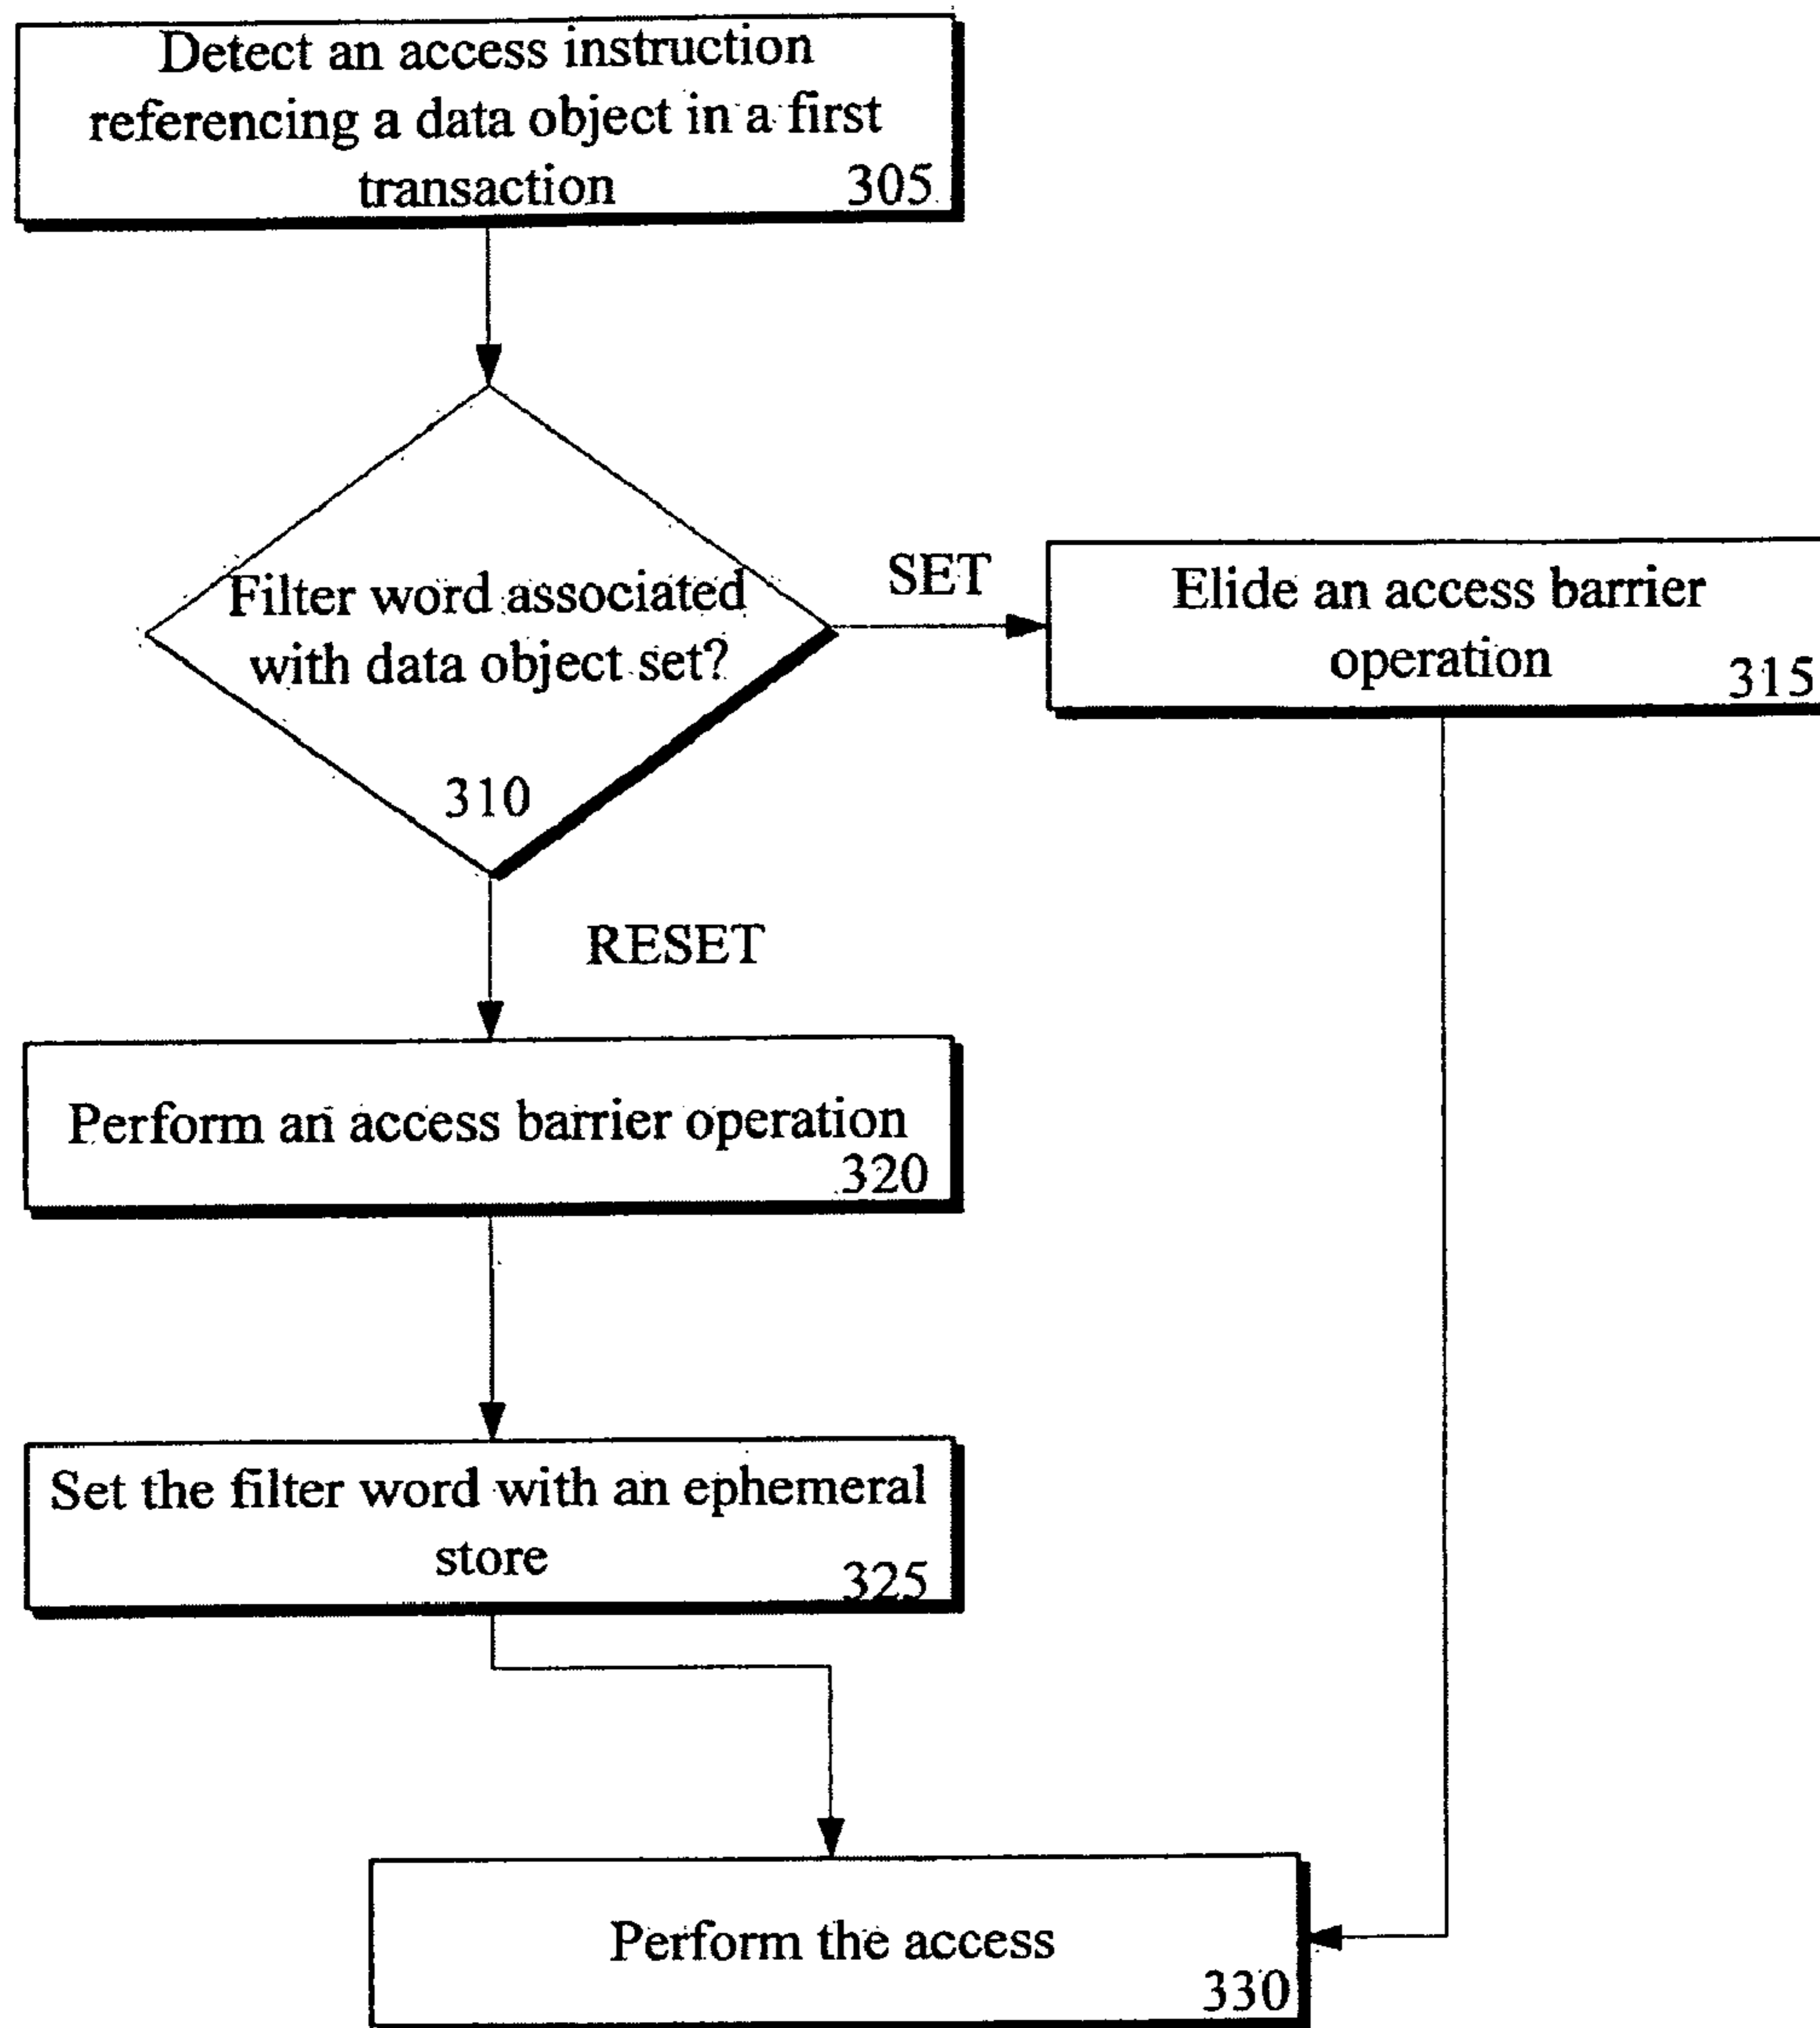 Detect an access instruction
referencing a data object in a first
transaction
305
Filter word associated
with data object set?
310
SET
Elide an access barrier
operation
315
RESET
Perform an access barrier operation
320
Set the filter word with an ephemeral
store
325
Perform the access
330